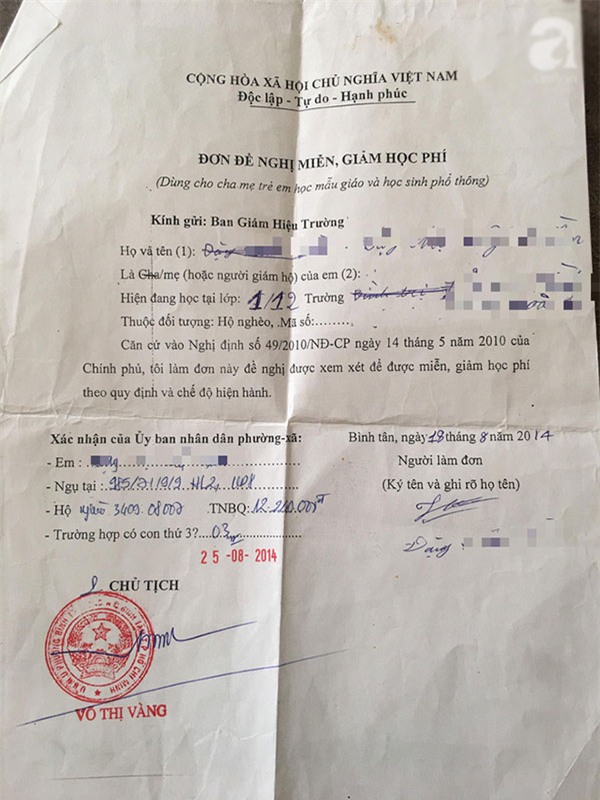 a
CỘNG HÒA XÃ HỘI CHỦ NGHĨA VIỆT NAM
Độc lập - Tự do - Hạnh phúc
ĐƠN ĐỀ NGHỊ MIỄN, GIẢM HỌC PHÍ
(Dùng cho cha mẹ trẻ em học mẫu giáo và học sinh phổ thông)
Kính gửi: Ban Giám Hiệu Trường
Họ và tên (1): Đặng
Là Cha/mẹ (hoặc người giám hộ) của em (2):
Hiện đang học tại lớp: 1/12 Trường
Thuộc đối tượng: Hộ nghèo, Mã số:........
Căn cứ vào Nghị định số 49/2010/NĐ-CP ngày 14 tháng 5 năm 2010 của
Chính phủ, tôi làm đơn này đề nghị được xem xét để được miễn, giảm học phí
theo quy định và chế độ hiện hành.
Xác nhận của Ủy ban nhân dân phường-xã:
- Em :
- Ngụ tại :
- Hộ nghèo 3409.08007 TNBQ:
- Trường hợp có con thứ 3?....03
25-08-2014
CHỦ TỊCH
VÕ THỊ VÀNG
Bình tân, ngày 18 tháng 8 năm 2014
Người làm đơn
(Ký tên và ghi rõ họ tên)
Đặng